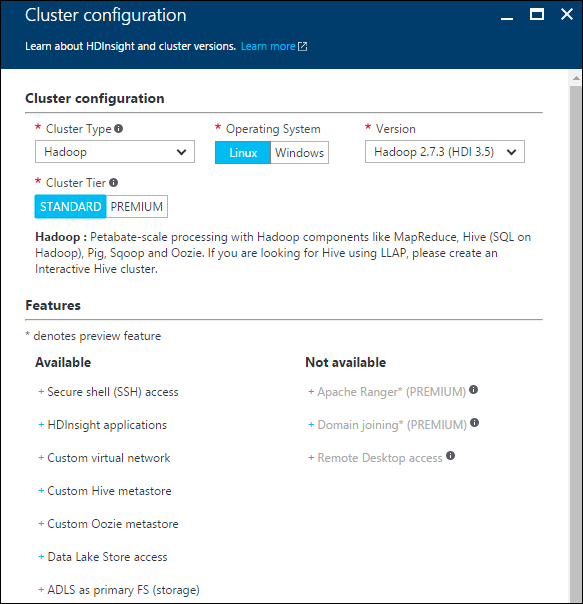 Cluster configuration
Learn about HDInsight and cluster versions. Learn more
Cluster configuration
* Cluster Type * Operating System * Version
Hadoop Linux Windows Hadoop 2.7.3 (HDI 3.5)
* Cluster Tier
STANDARD PREMIUM
Hadoop : Petabate-scale processing with Hadoop components like MapReduce, Hive (SQL on
Hadoop), Pig, Sqoop and Oozie. If you are looking for Hive using LLAP, please create an
Interactive Hive cluster.
Features
* denotes preview feature
Available
+ Secure shell (SSH) access
+ HDInsight applications
+ Custom virtual network
+ Custom Hive metastore
+ Custom Oozie metastore
+ Data Lake Store access
+ ADLS as primary FS (storage)
Not available
+ Apache Ranger* (PREMIUM)
+ Domain joining* (PREMIUM)
+ Remote Desktop access